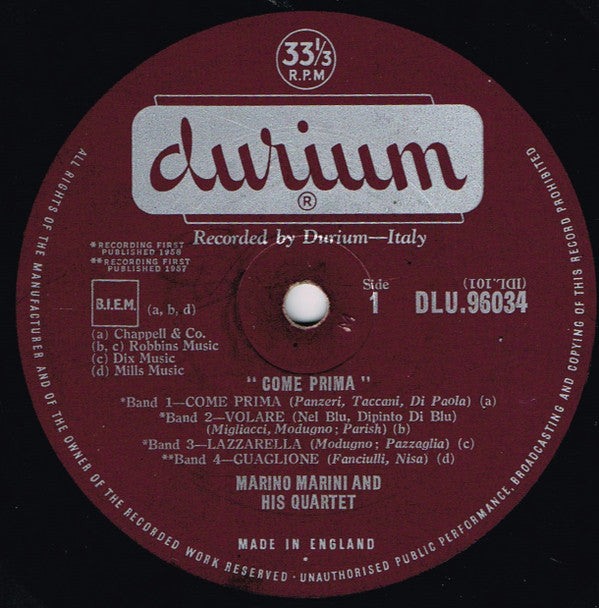 33⅓
R.P.M
durium
®
Recorded by Durium—Italy
*RECORDING FIRST
PUBLISHED 1958
**RECORDING FIRST
PUBLISHED 1957
B.I.E.M.
(a, b, d)
(a) Chappell & Co.
(b, c) Robbins Music
(c) Dix Music
(d) Mills Music
Side
1
(IDL.101)
DLU.96034
" COME PRIMA "
*Band 1—COME PRIMA (Panzeri, Taccani, Di Paola) (a)
*Band 2—VOLARE (Nel Blu, Dipinto Di Blu)
(Migliacci, Modugno; Parish) (b)
*Band 3—LAZZARELLA (Modugno; Pazzaglia) (c)
**Band 4—GUAGLIONE (Fanciulli, Nisa) (d)
MARINO MARINI AND
HIS QUARTET
MADE IN ENGLAND
ALL RIGHTS OF THE MANUFACTURER AND OF THE OWNER OF THE RECORDED WORK RESERVED · UNAUTHORISED PUBLIC PERFORMANCE, BROADCASTING AND COPYING OF THIS RECORD PROHIBITED